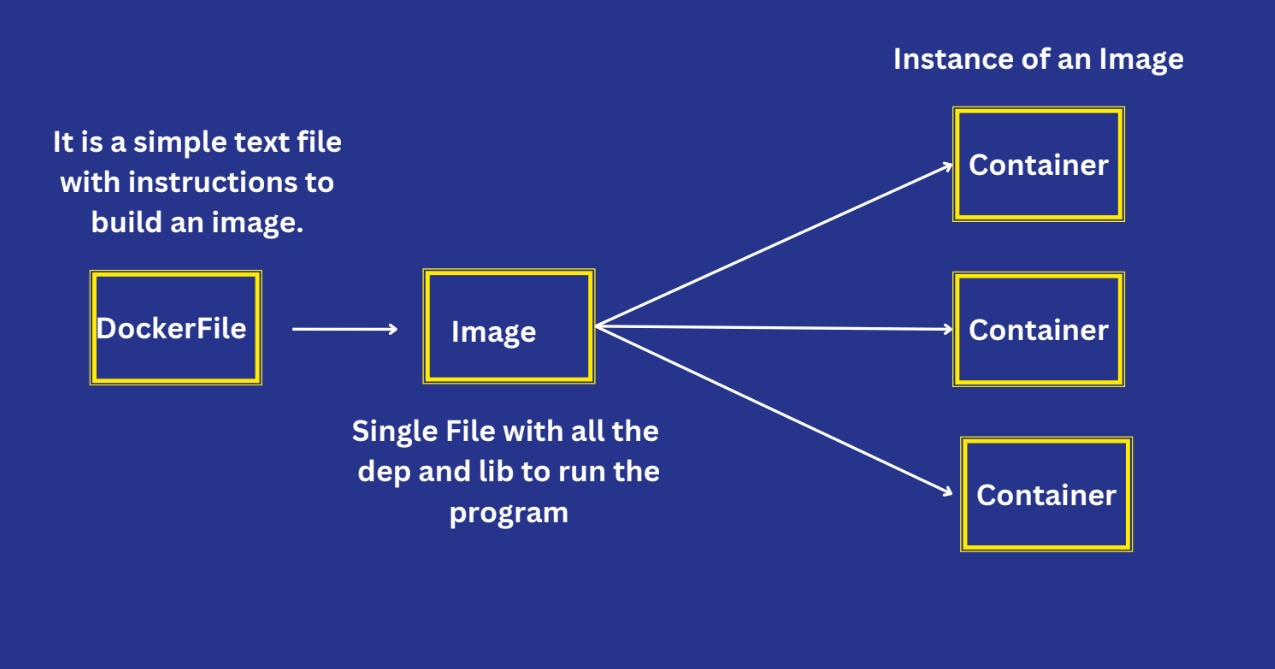 It is a simple text file
with instructions to
build an image.
DockerFile
Image
Single File with all the
dep and lib to run the
program
Instance of an Image
Container
Container
Container